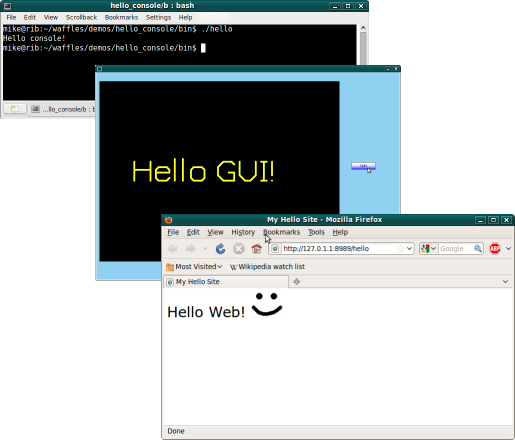 hello_console/b : bash
File Edit View Scrollback Bookmarks Settings Help
mike@rib:~/waffles/demos/hello_console/bin$ ./hello
Hello console!
mike@rib:~/waffles/demos/hello_console/bin$
...llo_console/b : b
Hello GUI!
My Hello Site - Mozilla Firefox
File Edit View History Bookmarks Tools Help
http://127.0.1.1:8989/hello Google ABP
Most Visited Wikipedia watch list
My Hello Site
Hello Web!
Done